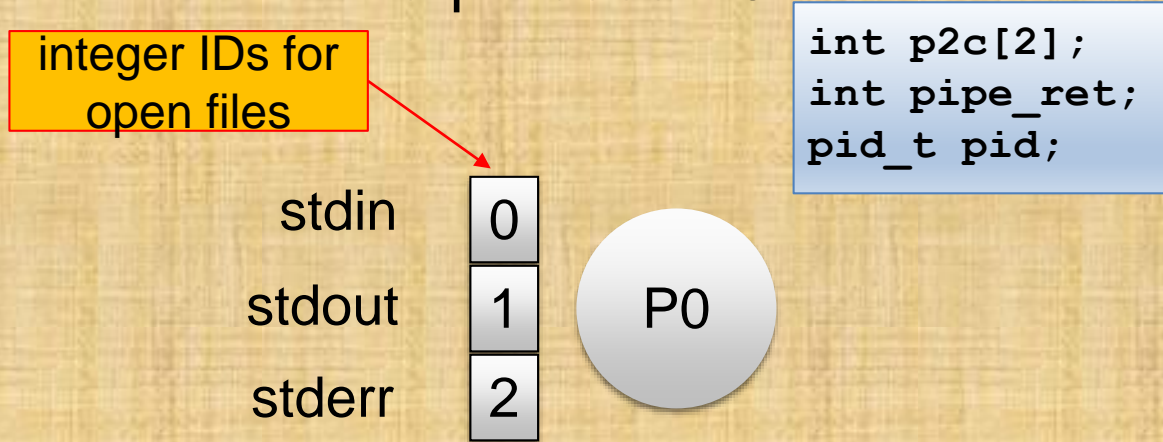 integer IDs for
open files
int p2c[2];
int pipe_ret;
pid_t pid;
stdin 0
stdout 1 P0
stderr 2